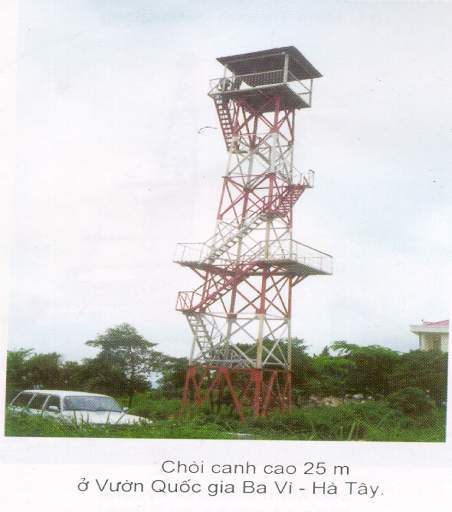 Chòi canh cao 25 m
ở Vườn Quốc gia Ba Vì - Hà Tây.